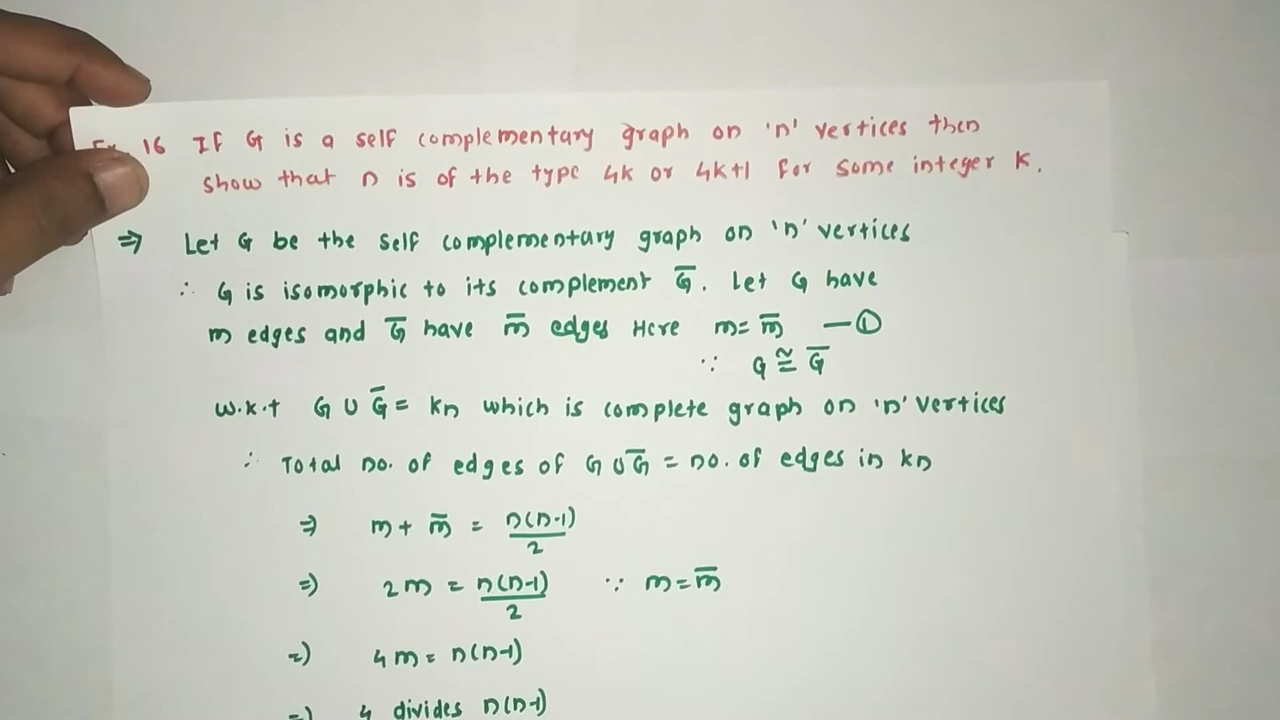 16 If G is a self complementary graph on 'n' vertices then
show that n is of the type 4k or 4k+1 for some integer k.
⇒ Let G be the self complementary graph on 'n' vertices
∴ G is isomorphic to its complement G̅. Let G have
m edges and G̅ have m̅ edges Here m = m̅ —①
∵ G ≅ G̅
w.k.t G ∪ G̅ = kn which is complete graph on 'n' vertices
∴ Total no. of edges of G ∪ G̅ = no. of edges in kn
⇒ m + m̅ = n(n-1)/2
⇒ 2m = n(n-1)/2 ∵ m = m̅
⇒ 4m = n(n-1)
⇒ 4 divides n(n-1)